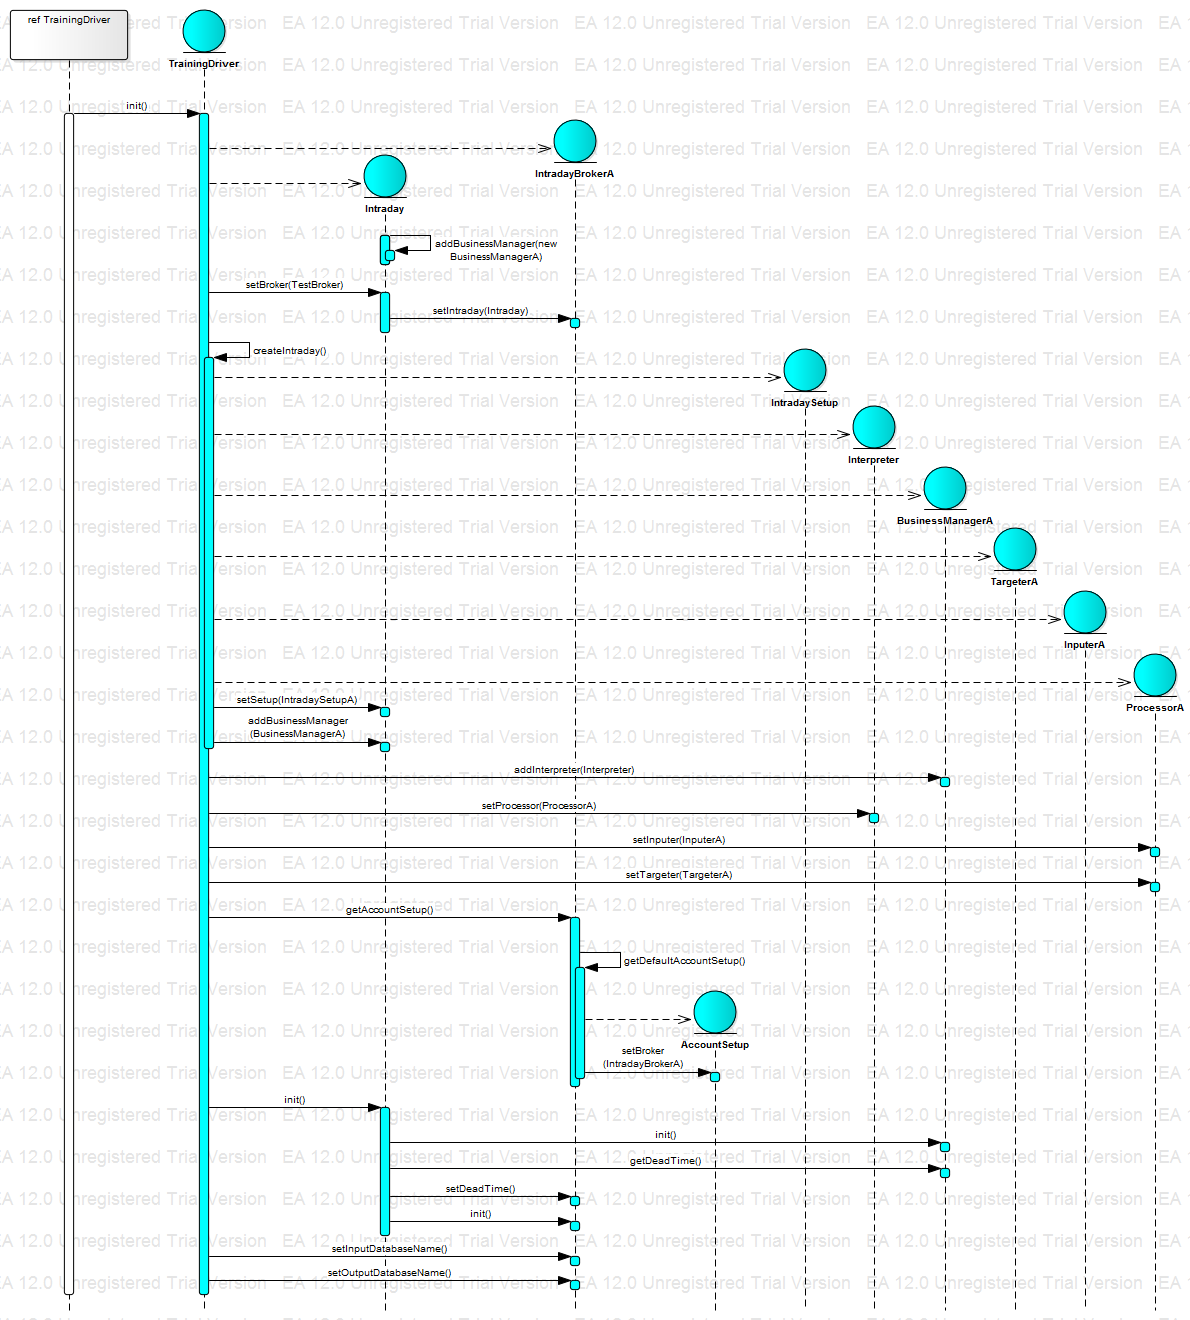 ref TrainingDriver
TrainingDriver
init()
IntradayBrokerA
Intraday
addBusinessManager(new
BusinessManagerA)
setBroker(TestBroker)
setIntraday(Intraday)
createIntraday()
IntradaySetup
Interpreter
BusinessManagerA
TargeterA
InputerA
ProcessorA
setSetup(IntradaySetupA)
addBusinessManager
(BusinessManagerA)
addInterpreter(Interpreter)
setProcessor(ProcessorA)
setInputer(InputerA)
setTargeter(TargeterA)
getAccountSetup()
getDefaultAccountSetup()
AccountSetup
setBroker
(IntradayBrokerA)
init()
init()
getDeadTime()
setDeadTime()
init()
setInputDatabaseName()
setOutputDatabaseName()
EA 12.0 Unregistered Trial Version